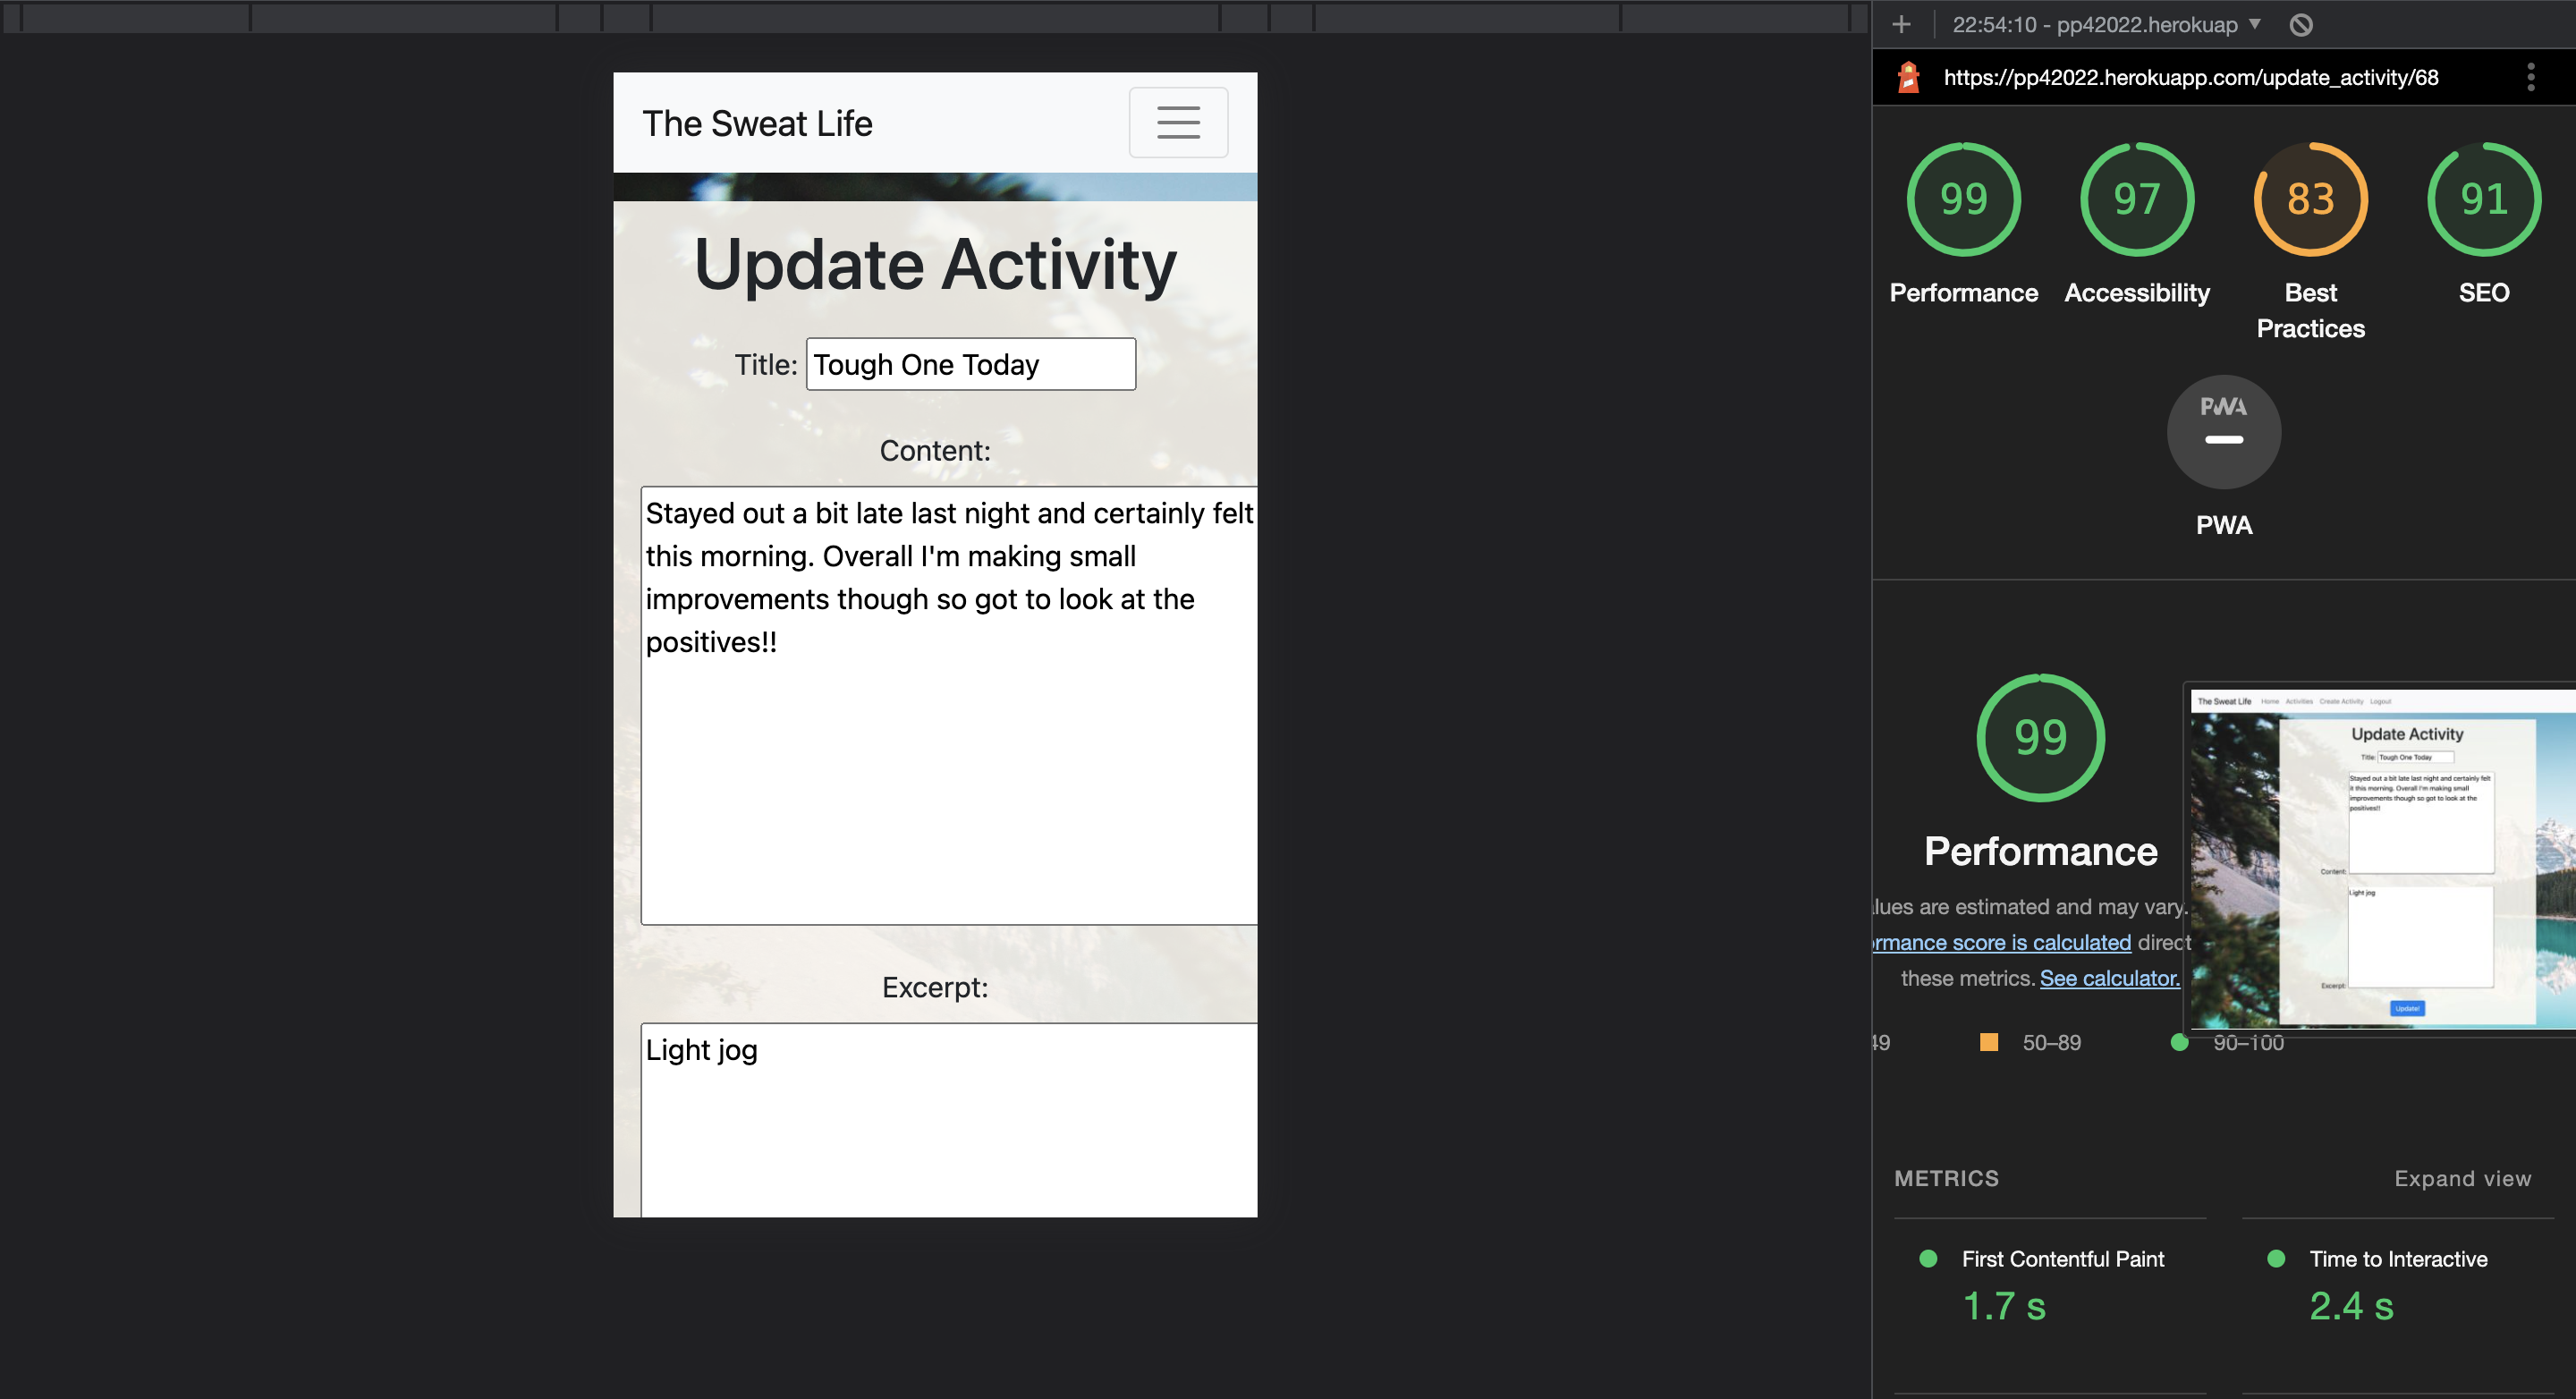 The Sweat Life
Update Activity
Title: Tough One Today
Content:
Stayed out a bit late last night and certainly felt
this morning. Overall I'm making small
improvements though so got to look at the
positives!!
Excerpt:
Light jog
22:54:10 - pp42022.herokuap
https://pp42022.herokuapp.com/update_activity/68
99
Performance
97
Accessibility
83
Best
Practices
91
SEO
PWA
PWA
99
Performance
lues are estimated and may vary.
rmance score is calculated direct
these metrics. See calculator.
49
50–89
90–100
The Sweat Life Home Activities Create Activity Logout
Update Activity
Title: Tough One Today
Stayed out a bit late last night and certainly felt
it this morning. Overall I'm making small
improvements though so got to look at the
positives!!
Content:
Light jog
Excerpt:
Update!
METRICS
Expand view
First Contentful Paint
1.7 s
Time to Interactive
2.4 s